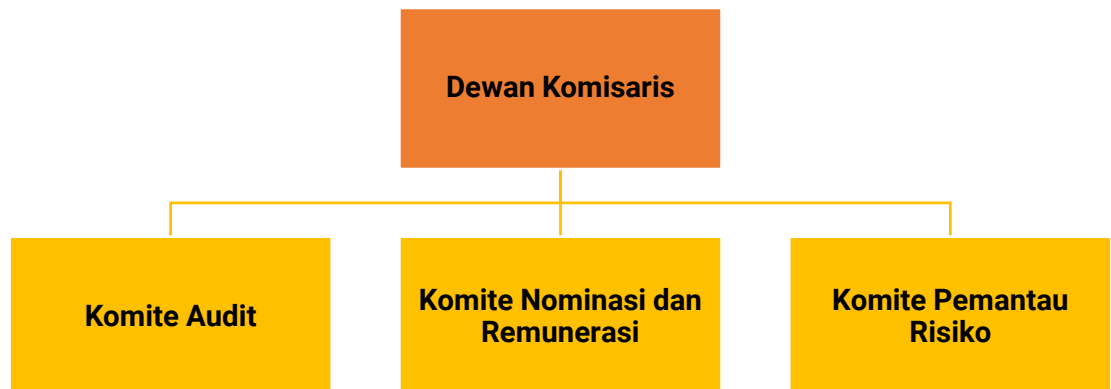 Dewan Komisaris
Komite Audit
Komite Nominasi dan
Remunerasi
Komite Pemantau
Risiko